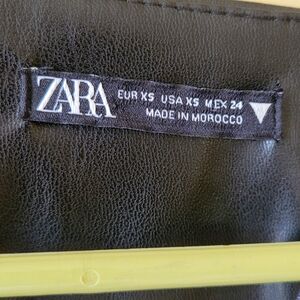 ZARA
EUR XS USA XS MEX 24
MADE IN MOROCCO